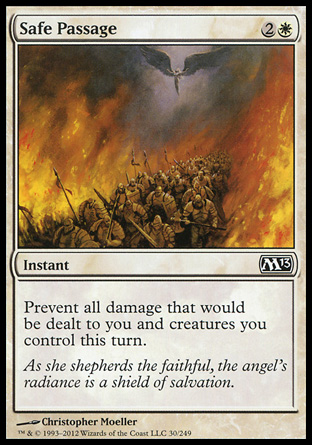 Safe Passage 2
Instant M13
Prevent all damage that would
be dealt to you and creatures you
control this turn.
As she shepherds the faithful, the angel's
radiance is a shield of salvation.
Christopher Moeller
™ & © 1993–2012 Wizards of the Coast LLC 30/249